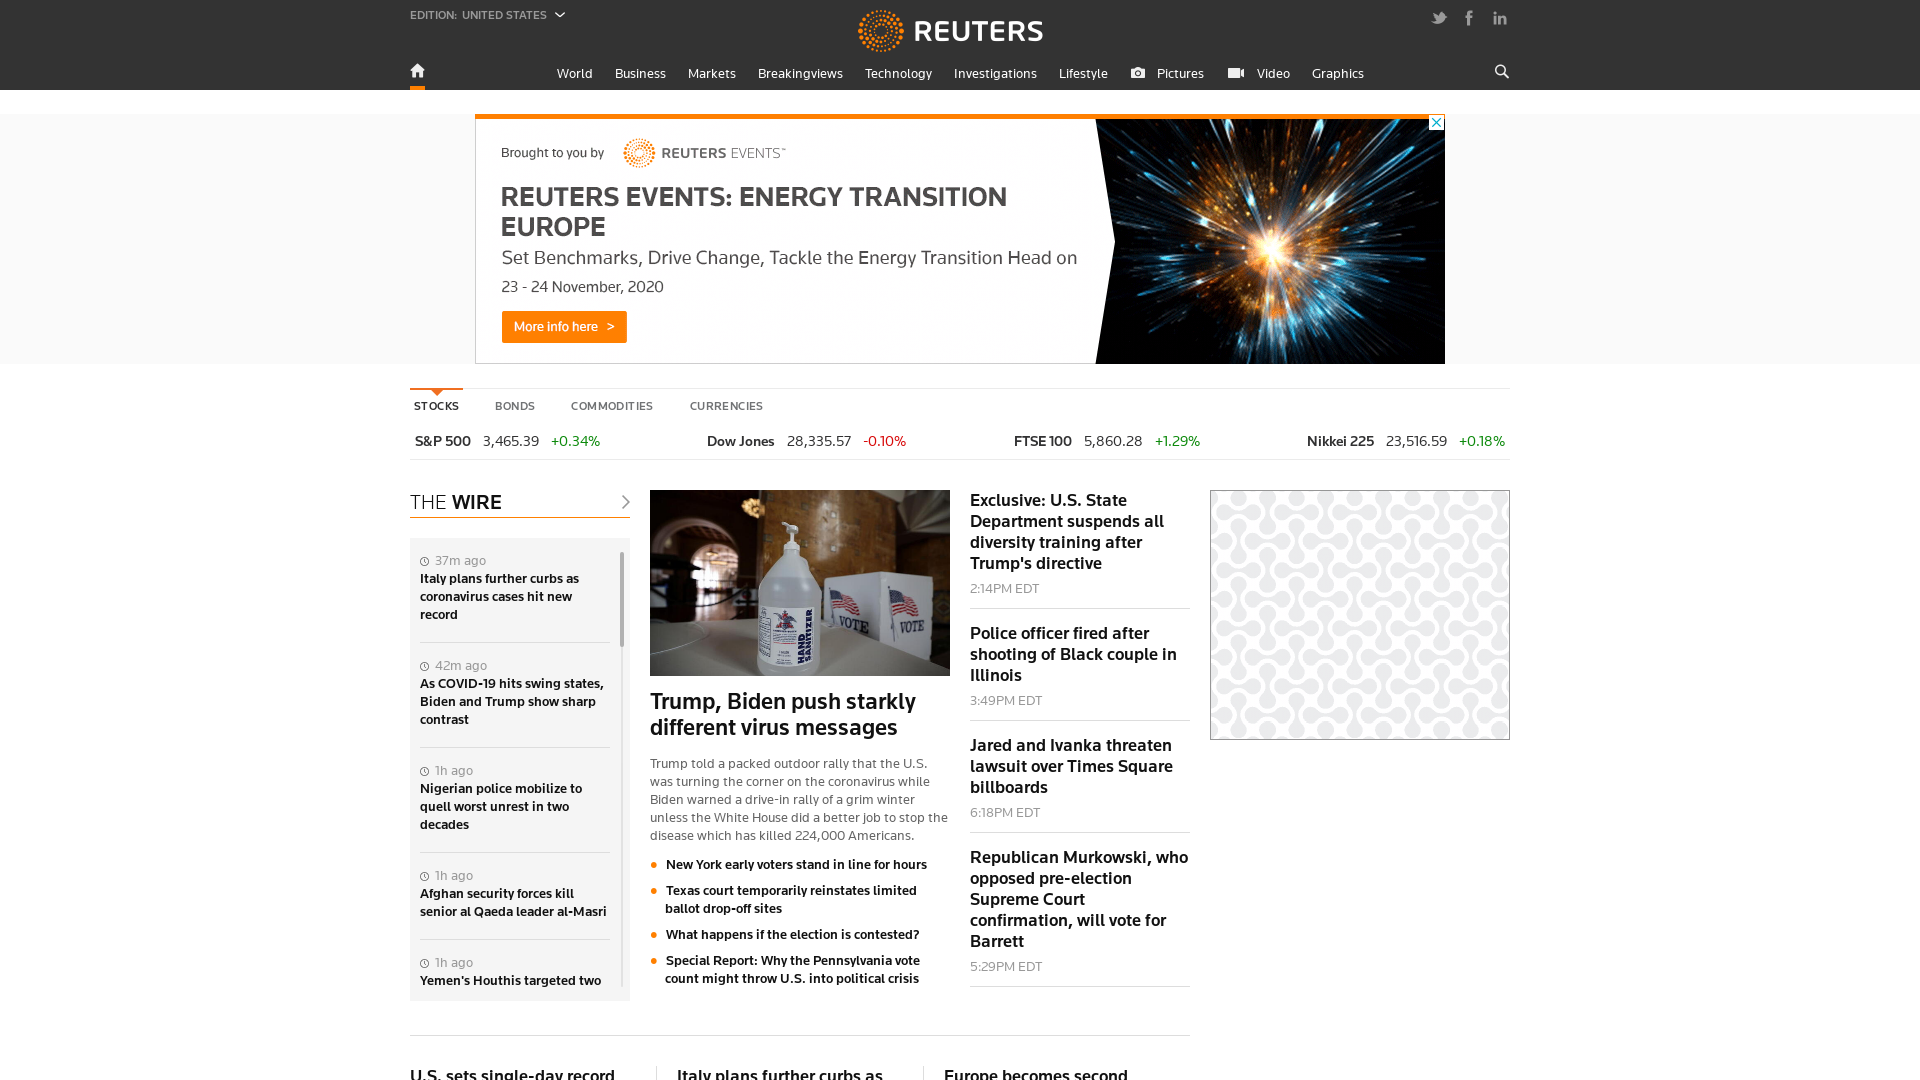 EDITION: UNITED STATES
REUTERS
World Business Markets Breakingviews Technology Investigations Lifestyle Pictures Video Graphics
Brought to you by REUTERS EVENTS™
REUTERS EVENTS: ENERGY TRANSITION
EUROPE
Set Benchmarks, Drive Change, Tackle the Energy Transition Head on
23 - 24 November, 2020
More info here >
STOCKS BONDS COMMODITIES CURRENCIES
S&P 500 3,465.39 +0.34% Dow Jones 28,335.57 -0.10% FTSE 100 5,860.28 +1.29% Nikkei 225 23,516.59 +0.18%
THE WIRE
37m ago
Italy plans further curbs as
coronavirus cases hit new
record
42m ago
As COVID-19 hits swing states,
Biden and Trump show sharp
contrast
1h ago
Nigerian police mobilize to
quell worst unrest in two
decades
1h ago
Afghan security forces kill
senior al Qaeda leader al-Masri
1h ago
Yemen's Houthis targeted two
HAND
SANITIZER
VOTE
VOTE
Trump, Biden push starkly
different virus messages
Trump told a packed outdoor rally that the U.S.
was turning the corner on the coronavirus while
Biden warned a drive-in rally of a grim winter
unless the White House did a better job to stop the
disease which has killed 224,000 Americans.
New York early voters stand in line for hours
Texas court temporarily reinstates limited
ballot drop-off sites
What happens if the election is contested?
Special Report: Why the Pennsylvania vote
count might throw U.S. into political crisis
Exclusive: U.S. State
Department suspends all
diversity training after
Trump's directive
2:14PM EDT
Police officer fired after
shooting of Black couple in
Illinois
3:49PM EDT
Jared and Ivanka threaten
lawsuit over Times Square
billboards
6:18PM EDT
Republican Murkowski, who
opposed pre-election
Supreme Court
confirmation, will vote for
Barrett
5:29PM EDT
U.S. sets single-day record
Italy plans further curbs as
Europe becomes second